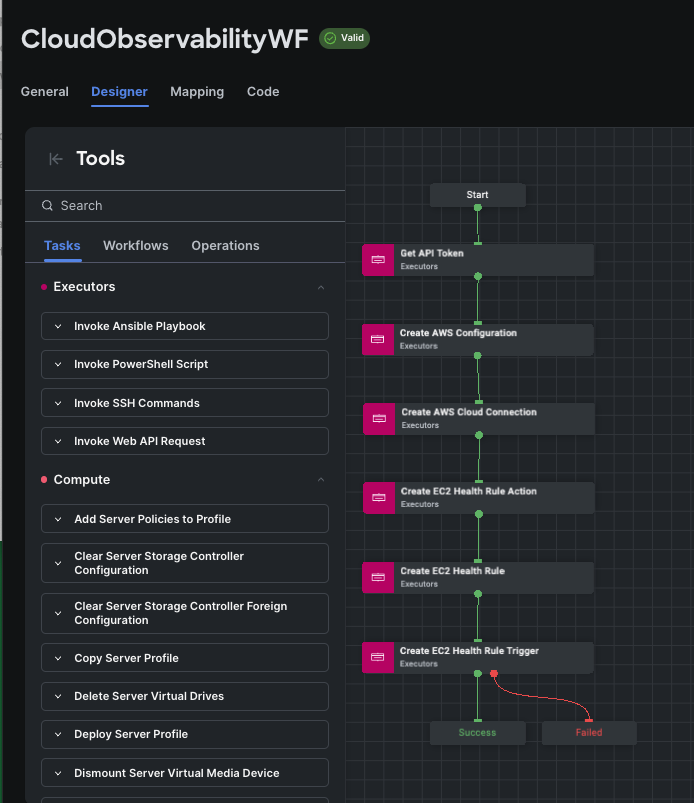 CloudObservabilityWF
Valid
General Designer Mapping Code
Tools
Search
Tasks Workflows Operations
Executors
Invoke Ansible Playbook
Invoke PowerShell Script
Invoke SSH Commands
Invoke Web API Request
Compute
Add Server Policies to Profile
Clear Server Storage Controller
Configuration
Clear Server Storage Controller Foreign
Configuration
Copy Server Profile
Delete Server Virtual Drives
Deploy Server Profile
Dismount Server Virtual Media Device
Start
Get API Token
Executors
Create AWS Configuration
Executors
Create AWS Cloud Connection
Executors
Create EC2 Health Rule Action
Executors
Create EC2 Health Rule
Executors
Create EC2 Health Rule Trigger
Executors
Success
Failed